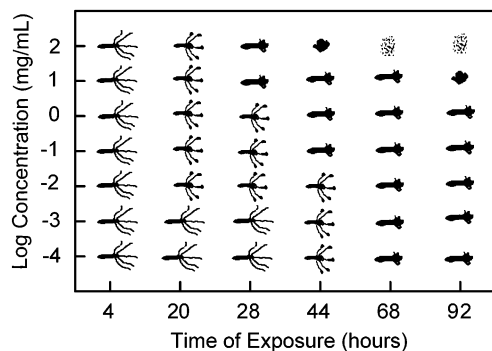 Log Concentration (mg/mL)
2
1
0
-1
-2
-3
-4
4 20 28 44 68 92
Time of Exposure (hours)